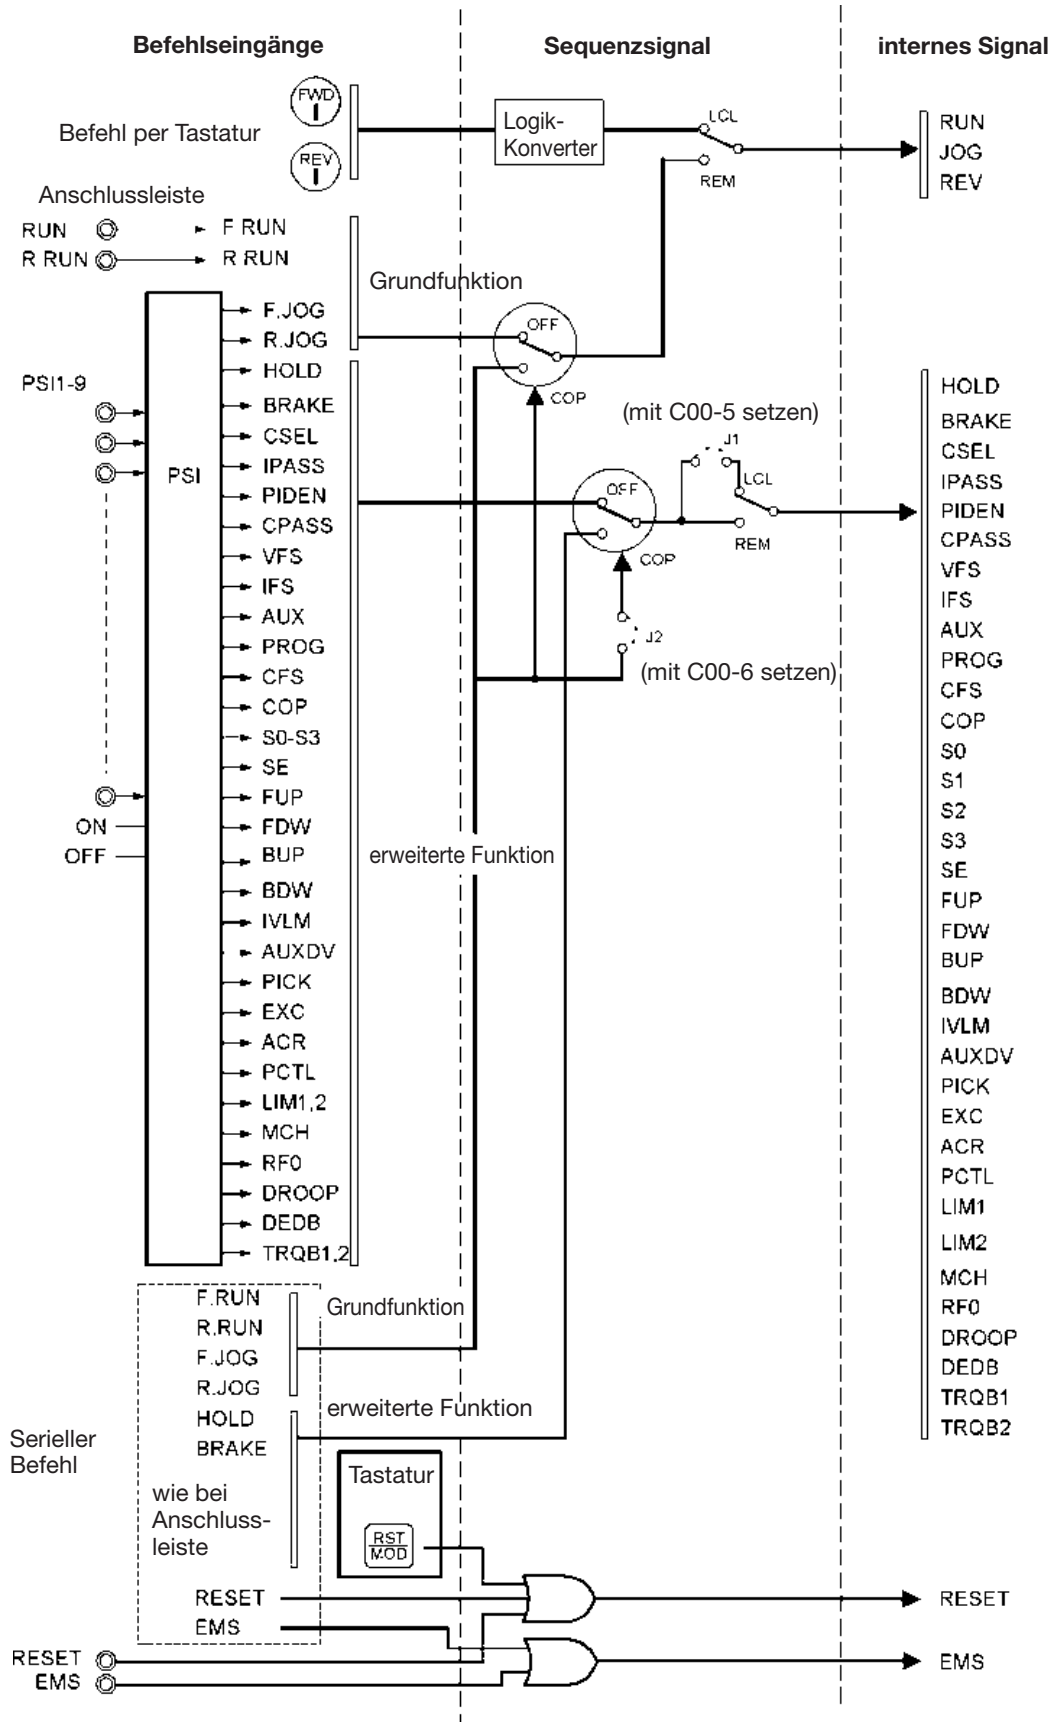 Befehlseingänge
Sequenzsignal
internes Signal
FWD
Befehl per Tastatur
REV
Logik-
Konverter
LCL
REM
RUN
JOG
REV
Anschlussleiste
RUN
F RUN
R RUN
R RUN
Grundfunktion
F.JOG
R.JOG
HOLD
BRAKE
CSEL
IPASS
PIDEN
CPASS
VFS
IFS
AUX
PROG
CFS
COP
S0-S3
SE
FUP
FDW
BUP
BDW
IVLM
AUXDV
PICK
EXC
ACR
PCTL
LIM1,2
MCH
RF0
DROOP
DEDB
TRQB1,2
PSI1-9
PSI
ON
OFF
OFF
COP
(mit C00-5 setzen)
J1
OFF
LCL
REM
COP
J2
(mit C00-6 setzen)
erweiterte Funktion
HOLD
BRAKE
CSEL
IPASS
PIDEN
CPASS
VFS
IFS
AUX
PROG
CFS
COP
S0
S1
S2
S3
SE
FUP
FDW
BUP
BDW
IVLM
AUXDV
PICK
EXC
ACR
PCTL
LIM1
LIM2
MCH
RF0
DROOP
DEDB
TRQB1
TRQB2
Serieller
Befehl
F.RUN
R.RUN
F.JOG
R.JOG
HOLD
BRAKE
wie bei
Anschluss-
leiste
Grundfunktion
erweiterte Funktion
Tastatur
RST
MOD
RESET
EMS
RESET
EMS
RESET
EMS